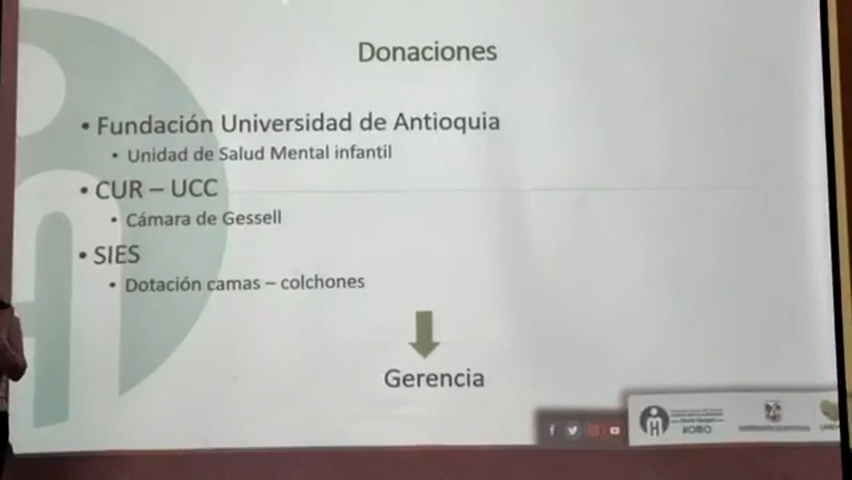 Donaciones
• Fundación Universidad de Antioquia
• Unidad de Salud Mental infantil
• CUR – UCC
• Cámara de Gessell
• SIES
• Dotación camas – colchones
Gerencia